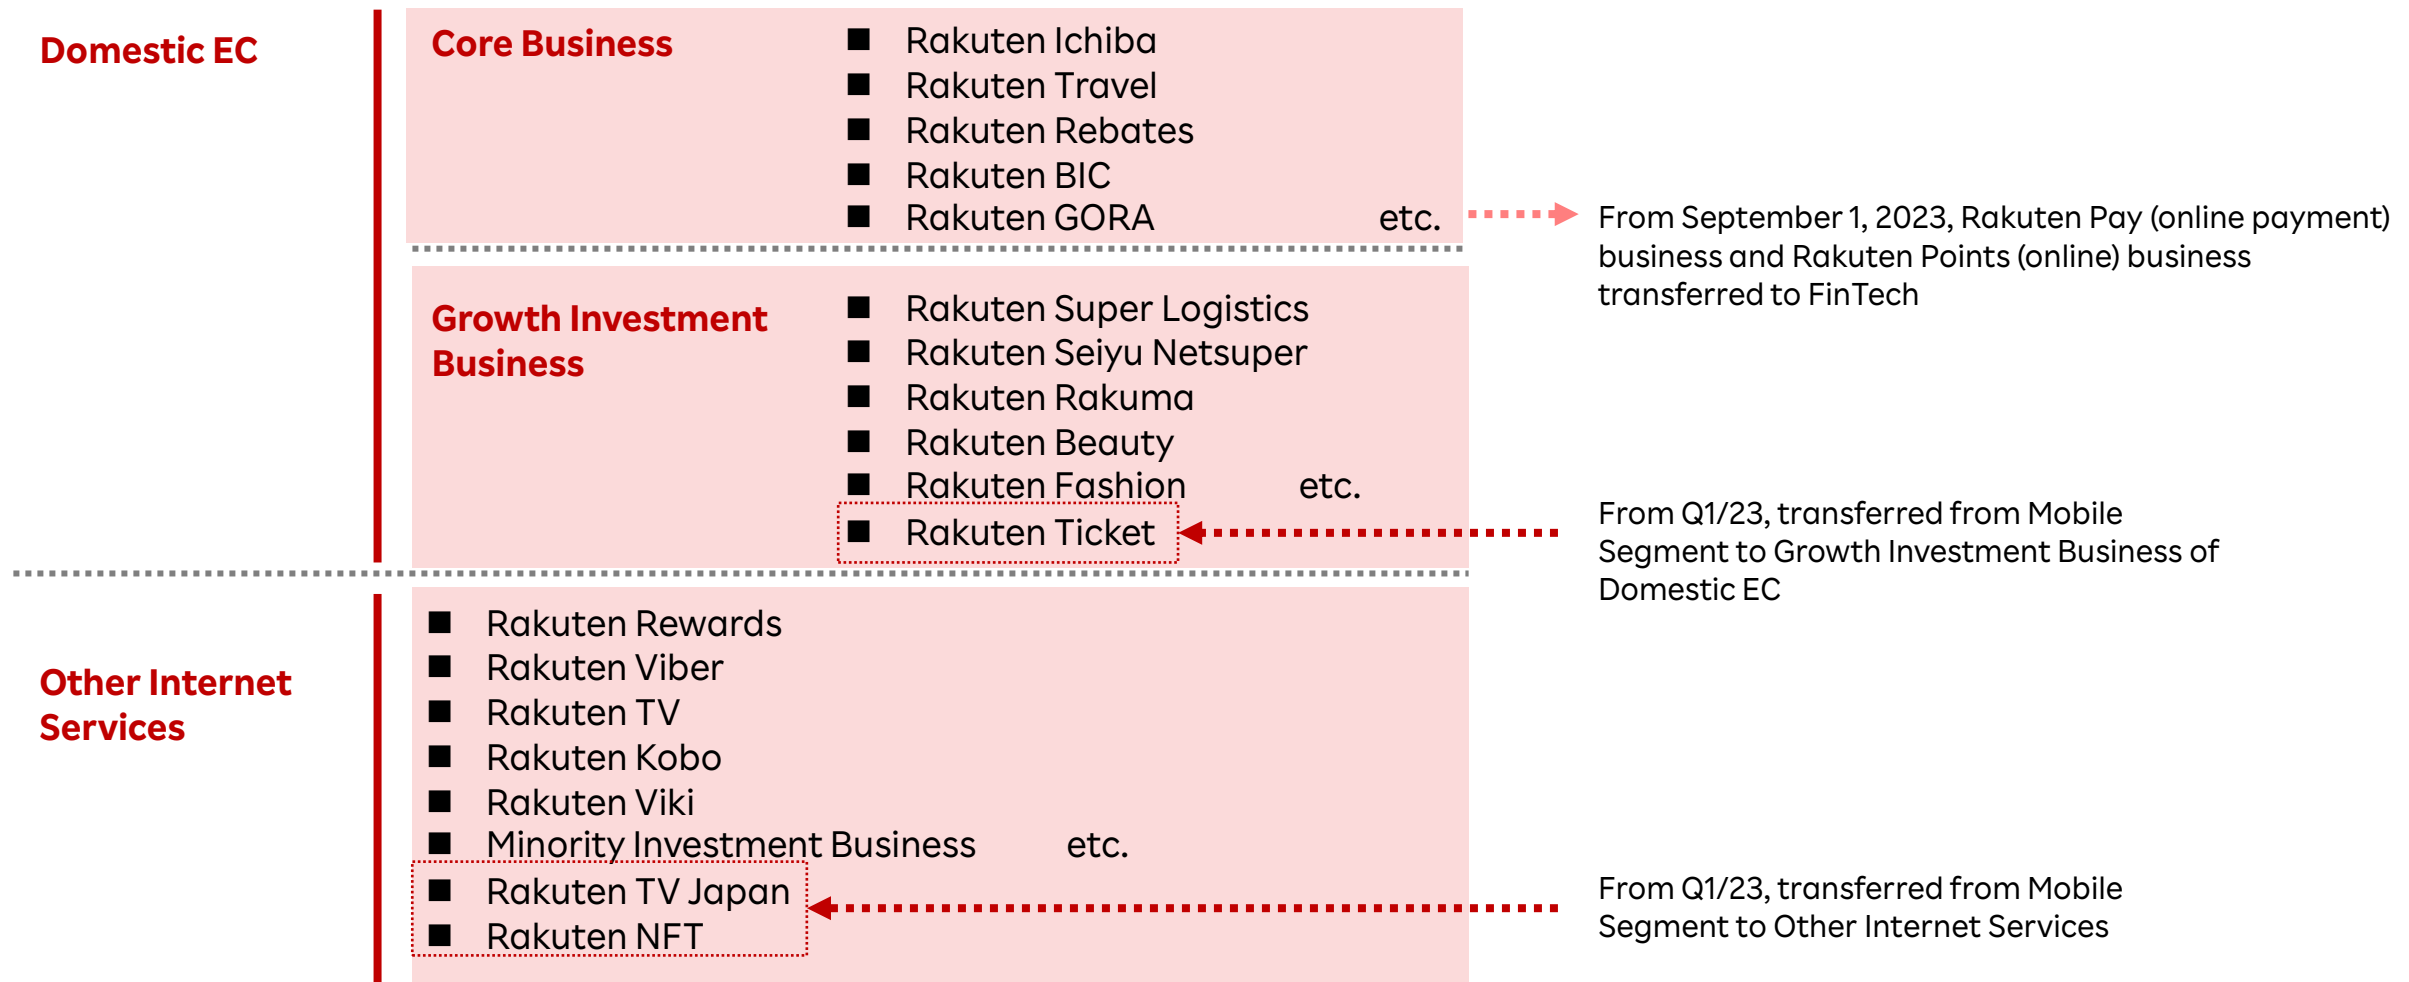 Domestic EC
Core Business
■ Rakuten Ichiba
■ Rakuten Travel
■ Rakuten Rebates
■ Rakuten BIC
■ Rakuten GORA etc.
From September 1, 2023, Rakuten Pay (online payment)
business and Rakuten Points (online) business
transferred to FinTech
Growth Investment
Business
■ Rakuten Super Logistics
■ Rakuten Seiyu Netsuper
■ Rakuten Rakuma
■ Rakuten Beauty
■ Rakuten Fashion etc.
■ Rakuten Ticket
From Q1/23, transferred from Mobile
Segment to Growth Investment Business of
Domestic EC
Other Internet
Services
■ Rakuten Rewards
■ Rakuten Viber
■ Rakuten TV
■ Rakuten Kobo
■ Rakuten Viki
■ Minority Investment Business etc.
■ Rakuten TV Japan
■ Rakuten NFT
From Q1/23, transferred from Mobile
Segment to Other Internet Services